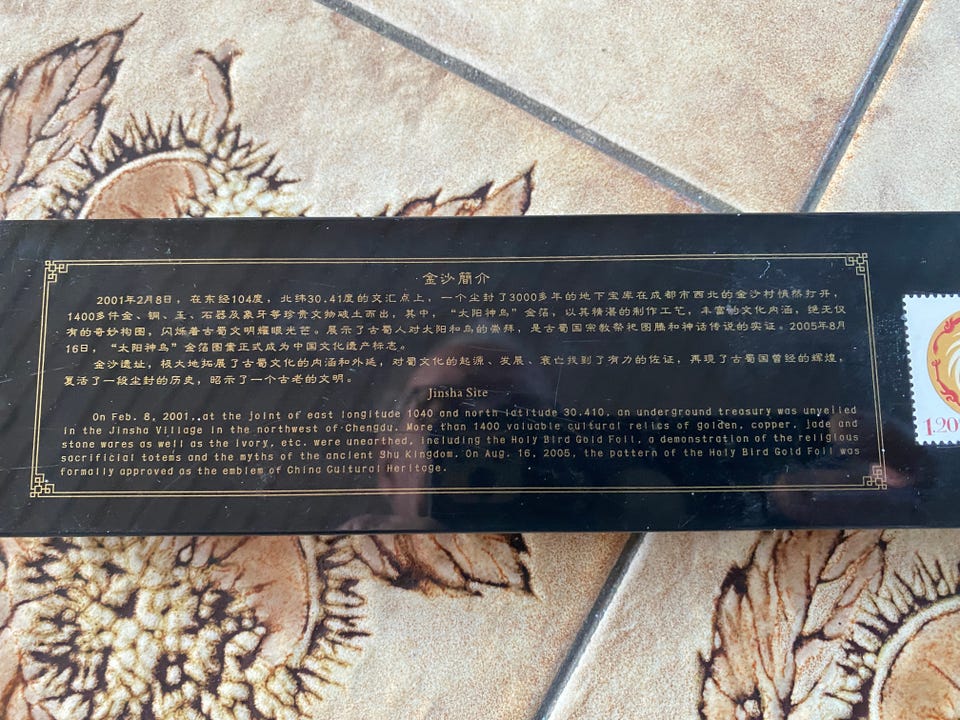 金沙簡介
2001年2月8日，在东经104度，北纬30.41度的交汇点上，一个尘封了3000多年的地下宝库在成都市西北的金沙村愤然打开，
1400多件金、铜、玉、石器及象牙等珍贵文物破土而出，其中，“太阳神鸟”金箔，以其精湛的制作工艺，丰富的文化内涵，绝无仅
有的奇妙构图，闪烁着古蜀文明耀眼光芒。展示了古蜀人对太阳和鸟的崇拜，是古蜀国宗教祭祀图腾和神话传说的实证。2005年8月
16日，“太阳神鸟”金箔图案正式成为中国文化遗产标志。
金沙遗址，极大地拓展了古蜀文化的内涵和外延，对蜀文化的起源、发展、衰亡找到了有力的佐证，再現了古蜀国曾经的辉煌，
复活了一段尘封的历史，昭示了一个古老的文明。
Jinsha Site
On Feb. 8, 2001, at the joint of east longitude 1040 and north latitude 30.410, an underground treasury was unveiled
in the Jinsha Village in the northwest of Chengdu. More than 1400 valuable cultural relics of golden, copper, jade and
stone wares as well as the ivory, etc. were unearthed, including the Holy Bird Gold Foil, a demonstration of the religious
sacrificial totems and the myths of the ancient Shu Kingdom. On Aug. 16, 2005, the pattern of the Holy Bird Gold Foil was
formally approved as the emblem of China Cultural Heritage.
1.20